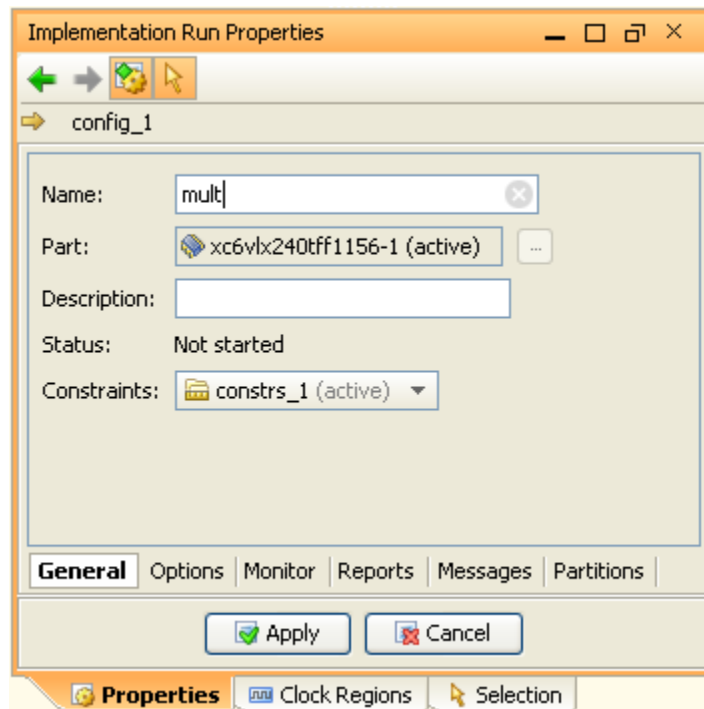 Implementation Run Properties
config_1
Name: mult
Part: xc6vlx240tff1156-1 (active) ...
Description:
Status: Not started
Constraints: constrs_1 (active)
General Options Monitor Reports Messages Partitions
Apply Cancel
Properties Clock Regions Selection